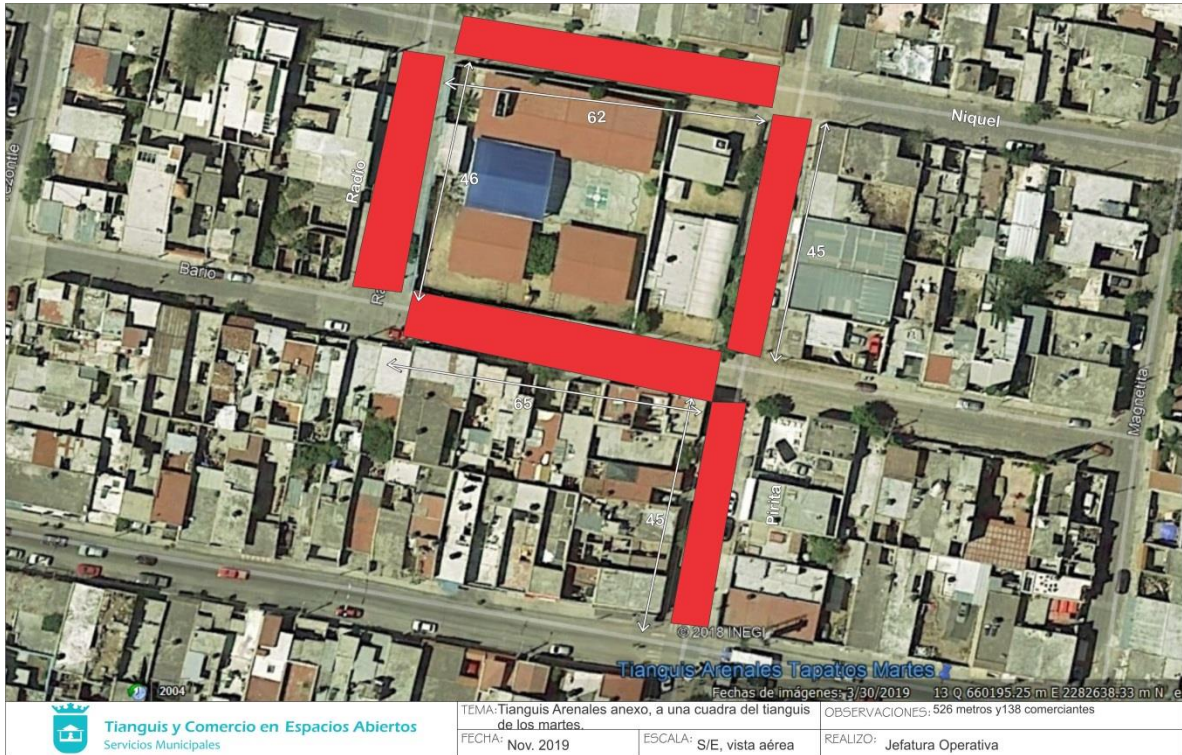 Niquel
62
Radio
46
Ozontle
45
Bario
Ra
65
Magnetita
45
Pirita
© 2018 INEGI
Tianguis Arenales Tapatios Martes
2004
Fechas de imágenes: 3/30/2019 13 Q 660195.25 m E 2282638.33 m N e
Tianguis y Comercio en Espacios Abiertos
Servicios Municipales
TEMA: Tianguis Arenales anexo, a una cuadra del tianguis
de los martes.
OBSERVACIONES: 526 metros y138 comerciantes
FECHA: Nov. 2019
ESCALA: S/E, vista aérea
REALIZO: Jefatura Operativa